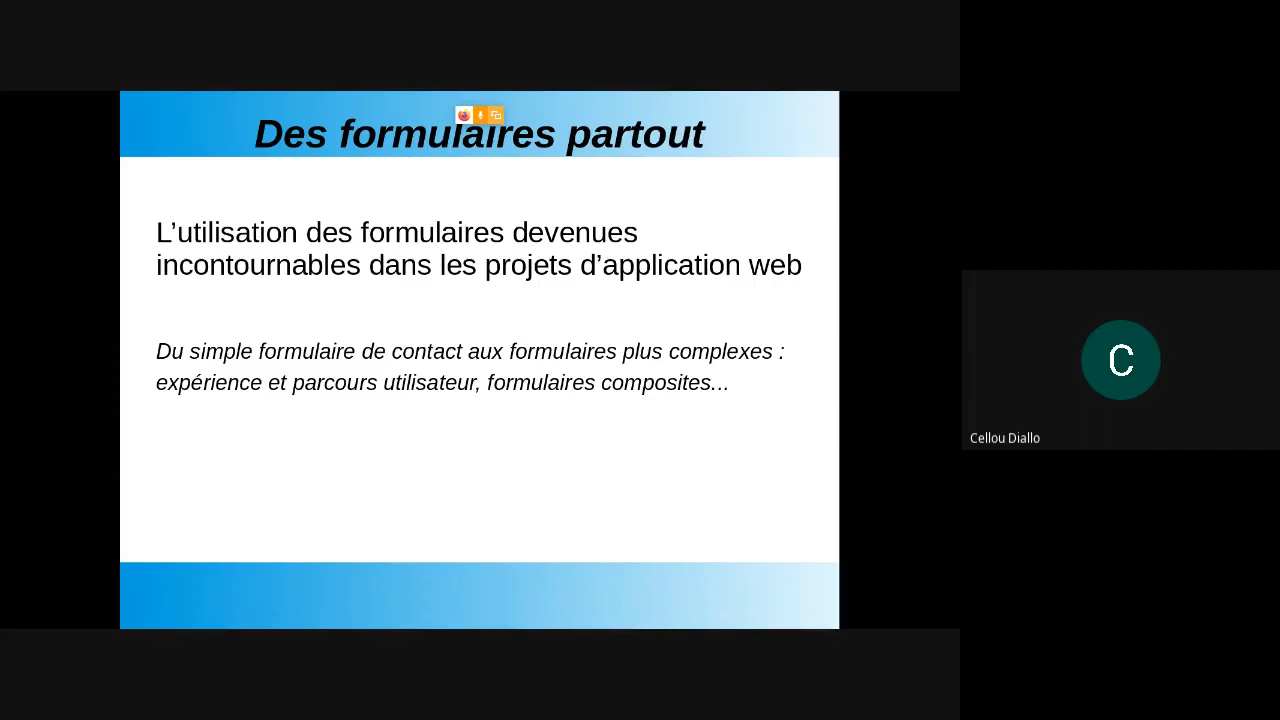 Des formulaires partout
L’utilisation des formulaires devenues
incontournables dans les projets d’application web
Du simple formulaire de contact aux formulaires plus complexes :
expérience et parcours utilisateur, formulaires composites...
C
Cellou Diallo